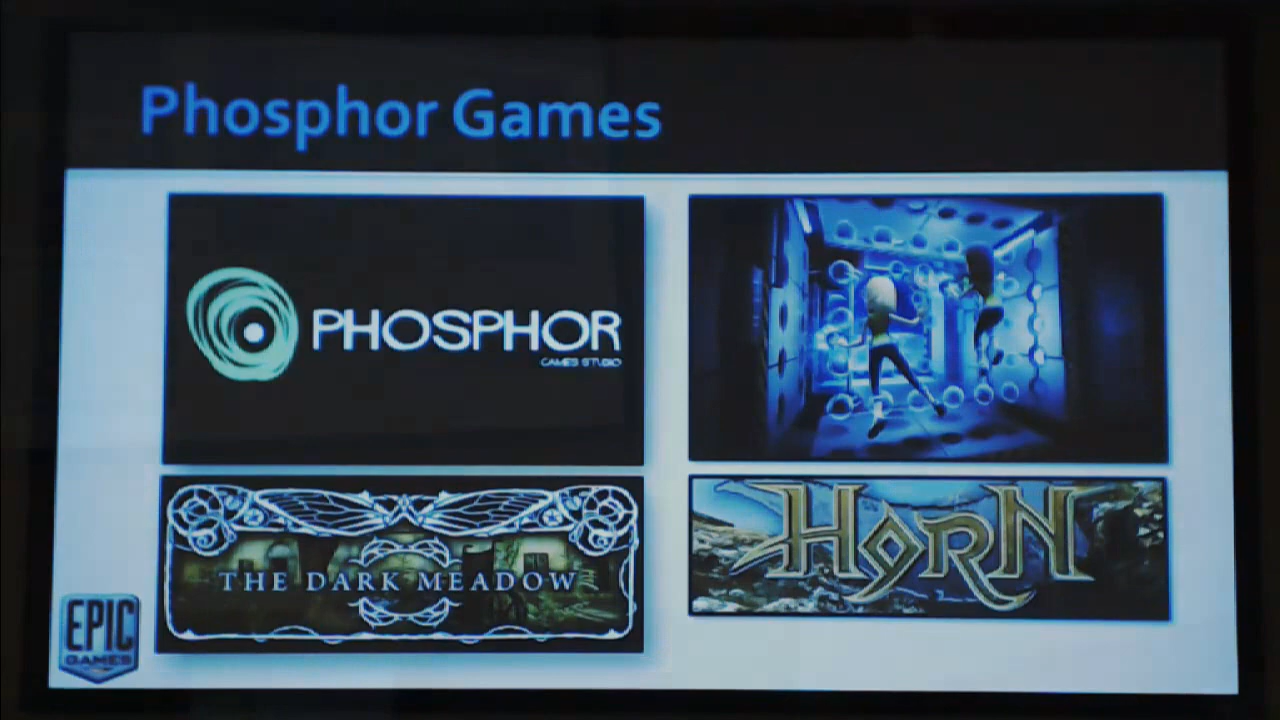 Phosphor Games
PHOSPHOR
GAMES STUDIO
THE DARK MEADOW
HORN
EPIC
GAMES